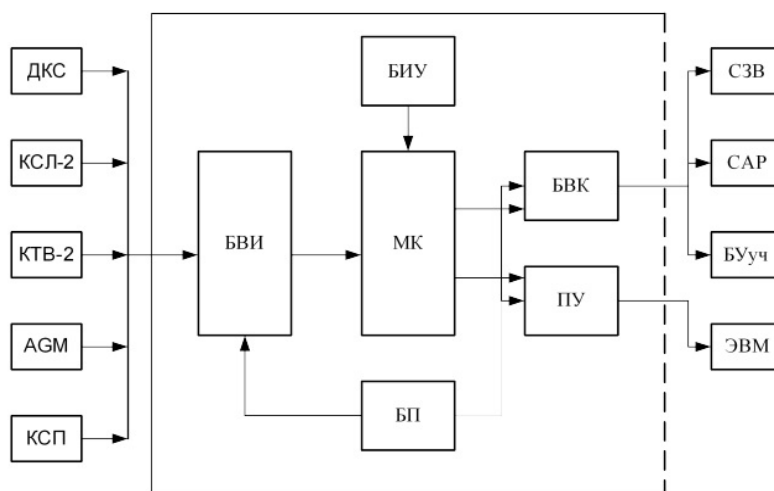 ДКС
БИУ
СЗВ
КСЛ-2
БВК
САР
КТВ-2
БВИ
МК
БУуч
ПУ
AGM
ЭВМ
БП
КСП